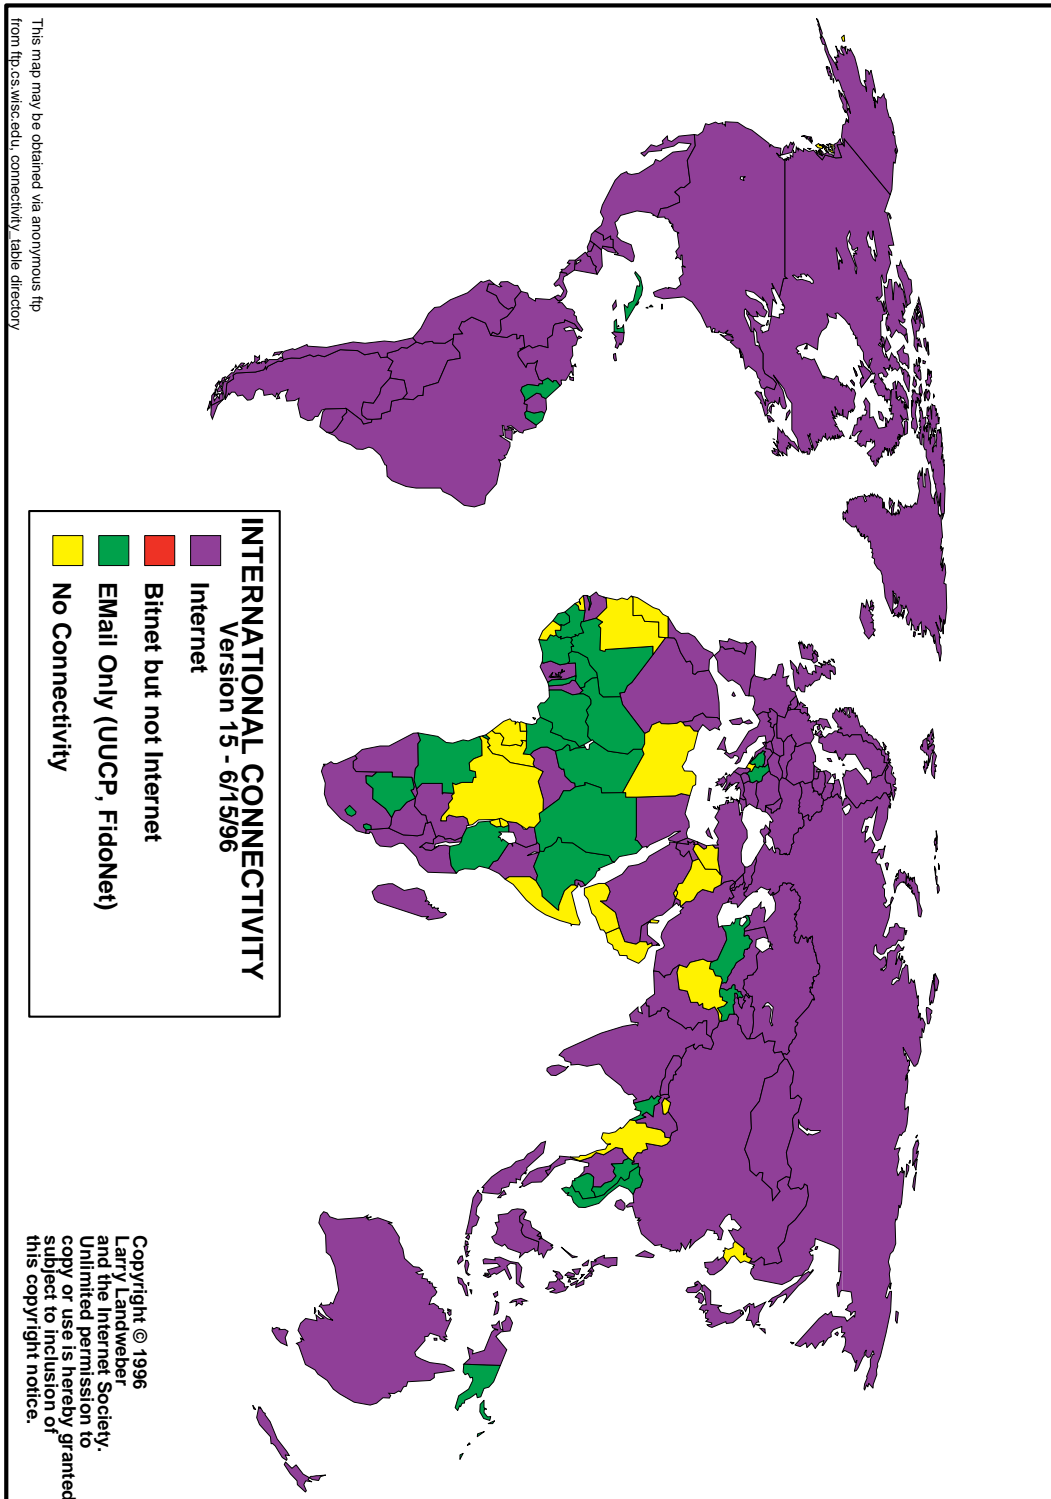 INTERNATIONAL CONNECTIVITY
Version 15 - 6/15/96
Internet
Bitnet but not Internet
EMail Only (UUCP, FidoNet)
No Connectivity
This map may be obtained via anonymous ftp
from ftp.cs.wisc.edu, connectivity_table directory
Copyright © 1996
Larry Landweber
and the Internet Society.
Unlimited permission to
copy or use is hereby granted
subject to inclusion of
this copyright notice.